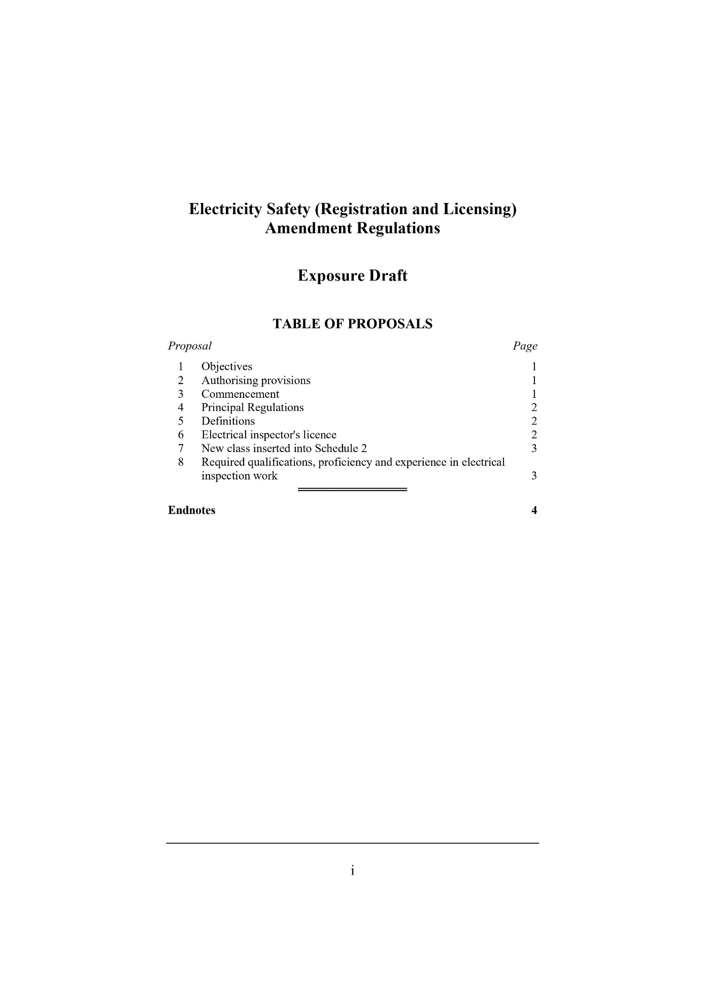 Electricity Safety (Registration and Licensing)
Amendment Regulations
Exposure Draft
TABLE OF PROPOSALS
Proposal Page
1 Objectives 1
2 Authorising provisions 1
3 Commencement 1
4 Principal Regulations 2
5 Definitions 2
6 Electrical inspector's licence 2
7 New class inserted into Schedule 2 3
8 Required qualifications, proficiency and experience in electrical
inspection work 3
Endnotes 4
i